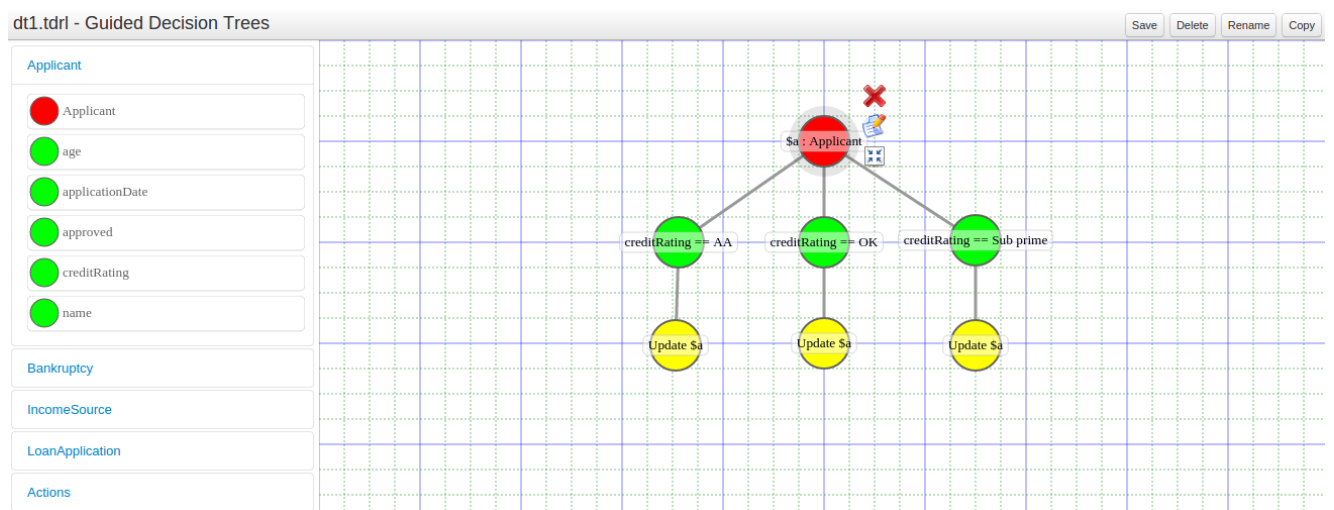 dt1.tdrl - Guided Decision Trees
Save
Delete
Rename
Copy
Applicant
Applicant
age
applicationDate
approved
creditRating
name
Bankruptcy
IncomeSource
LoanApplication
Actions
$a : Applicant
creditRating == AA
creditRating == OK
creditRating == Sub prime
Update $a
Update $a
Update $a